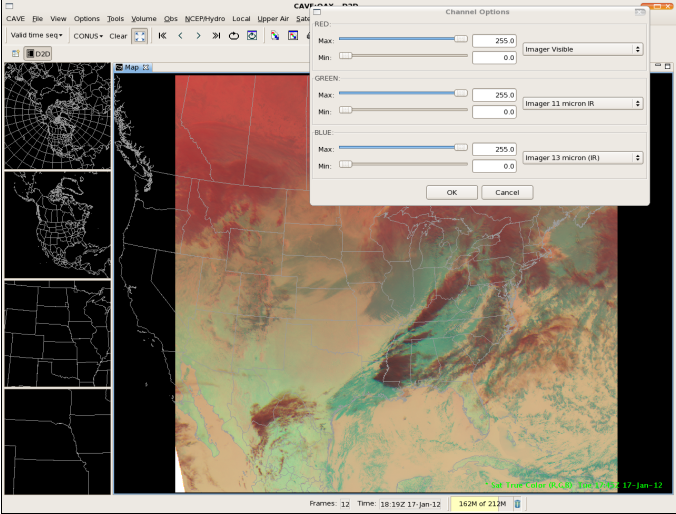 CAVE:OAX - D2D
CAVE File View Options Tools Volume Obs NCEP/Hydro Local Upper Air
Valid time seq CONUS Clear
D2D
Map
Channel Options
RED:
Max: 255.0
Imager Visible
Min: 0.0
GREEN:
Max: 255.0
Imager 11 micron IR
Min: 0.0
BLUE:
Max: 255.0
Imager 13 micron (IR)
Min: 0.0
OK Cancel
True Color 17-Jan-12
Frames: 12 Time: 18:19Z 17-Jan-12 162M of 212M